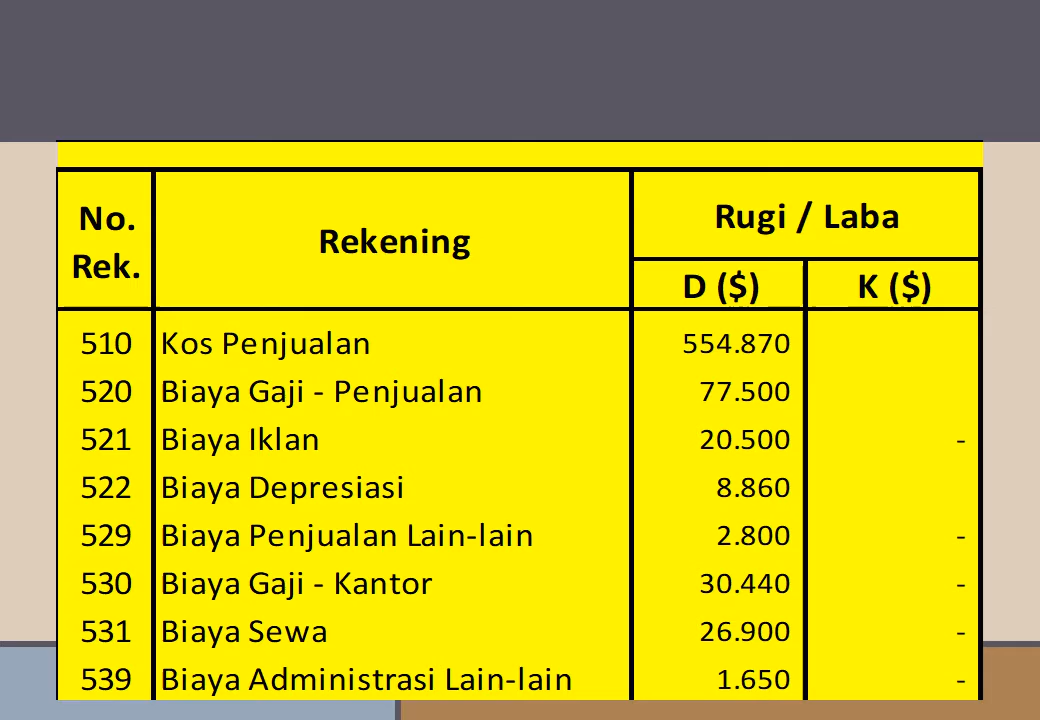 No. Rek. Rekening Rugi / Laba
D ($) K ($)
510 Kos Penjualan 554.870
520 Biaya Gaji - Penjualan 77.500
521 Biaya Iklan 20.500 -
522 Biaya Depresiasi 8.860
529 Biaya Penjualan Lain-lain 2.800 -
530 Biaya Gaji - Kantor 30.440 -
531 Biaya Sewa 26.900 -
539 Biaya Administrasi Lain-lain 1.650 -